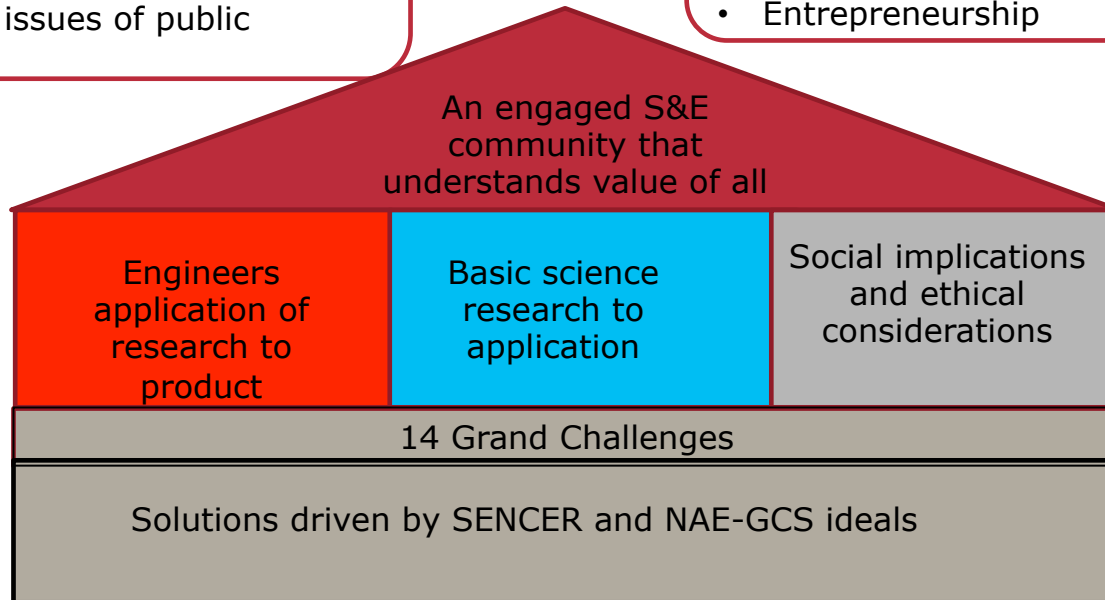 issues of public
• Entrepreneurship
An engaged S&E
community that
understands value of all
Engineers
application of
research to
product
Basic science
research to
application
Social implications
and ethical
considerations
14 Grand Challenges
Solutions driven by SENCER and NAE-GCS ideals